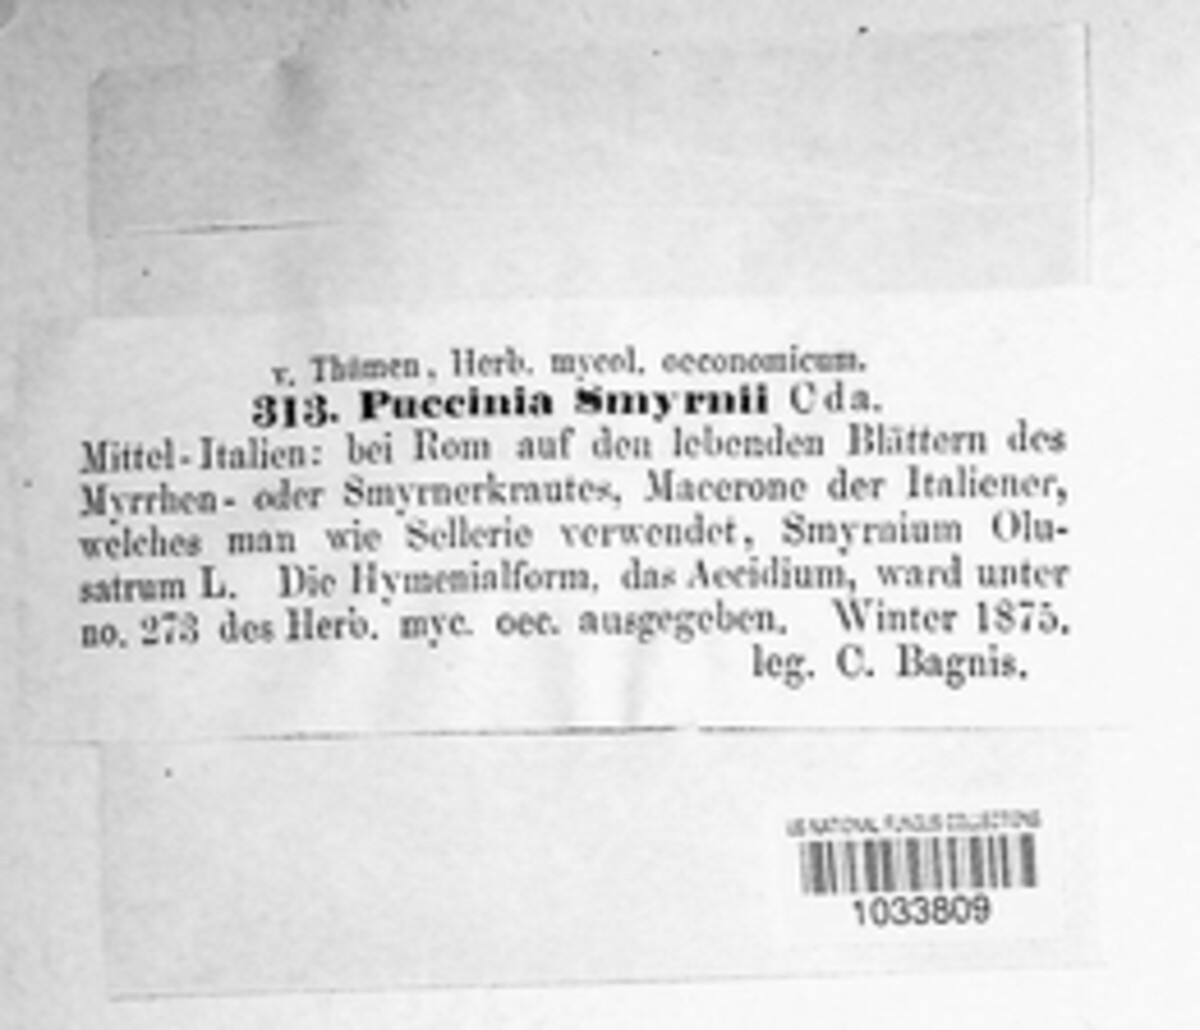 v. Thümen, Herb. mycol. oeconomicum.
313. Puccinia Smyrnii Cda.
Mittel-Italien: bei Rom auf den lebenden Blättern des
Myrrhen- oder Smyrnerkrautes, Macerone der Italiener,
welches man wie Sellerie verwendet, Smyrnium Olu-
satrum L. Die Hymenialform, das Aecidium, ward unter
no. 273 des Herb. myc. oec. ausgegeben. Winter 1875.
leg. C. Bagnis.
US NATIONAL FUNGUS COLLECTIONS
1033809